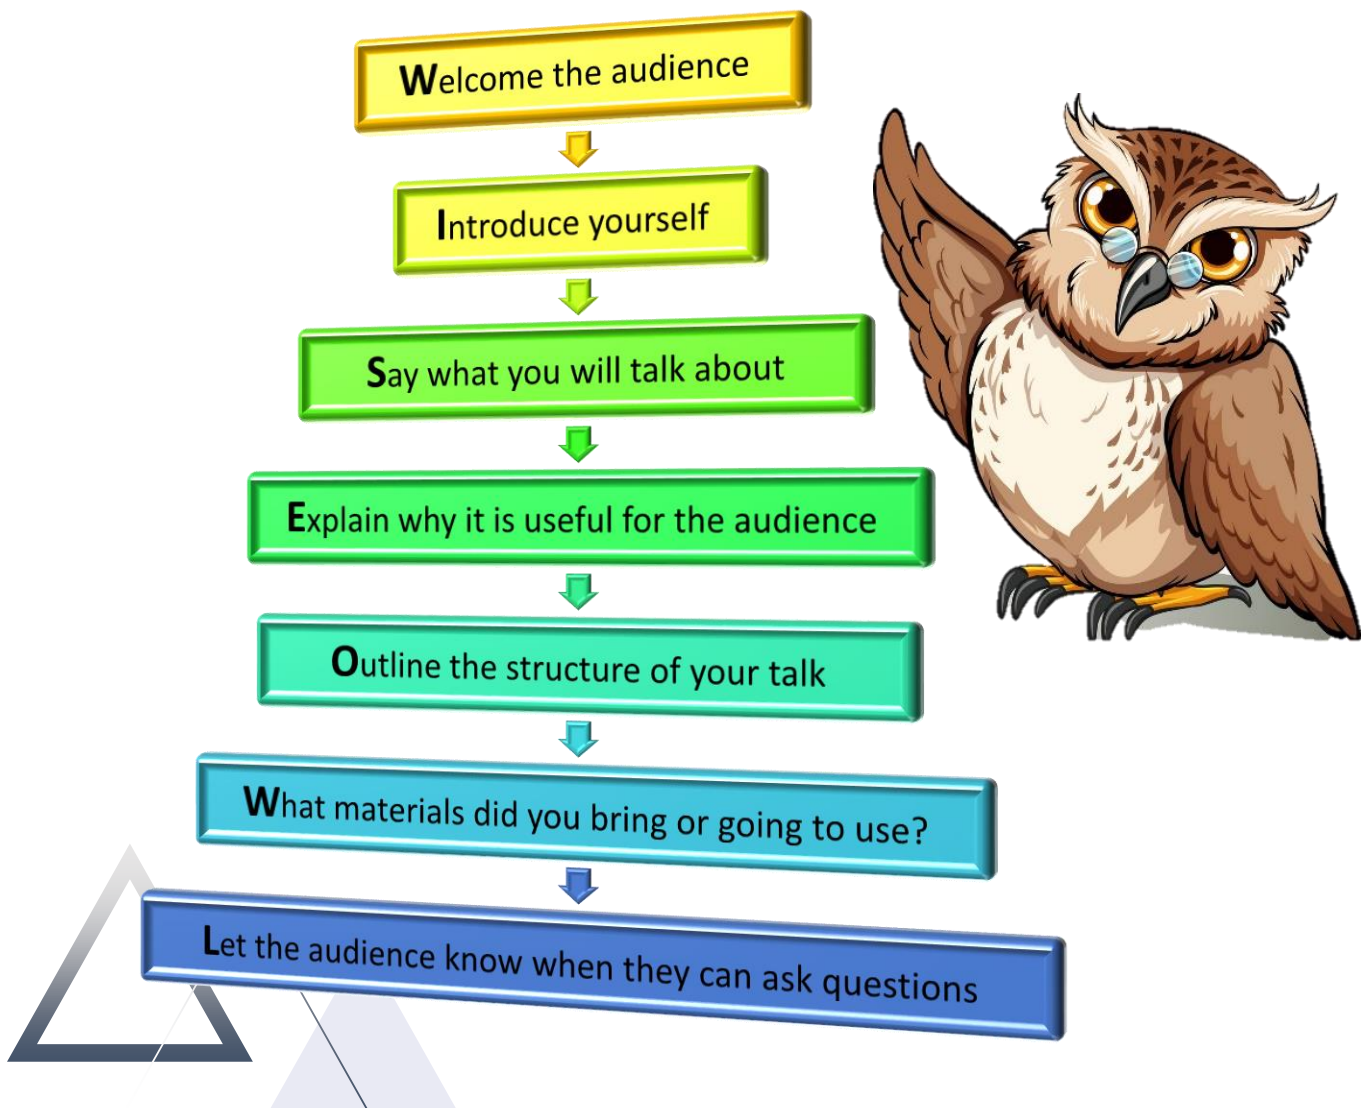 Welcome the audience
Introduce yourself
Say what you will talk about
Explain why it is useful for the audience
Outline the structure of your talk
What materials did you bring or going to use?
Let the audience know when they can ask questions